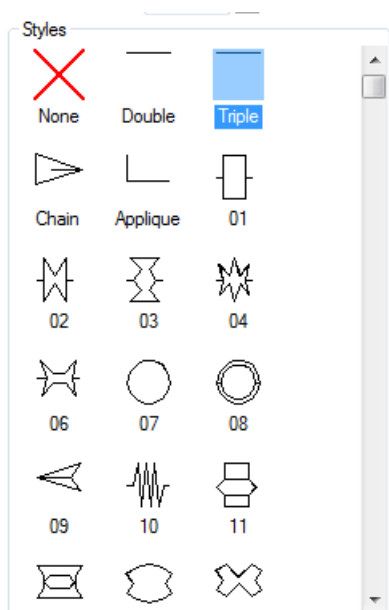 Styles
None Double Triple
Chain Applique 01
02 03 04
06 07 08
09 10 11